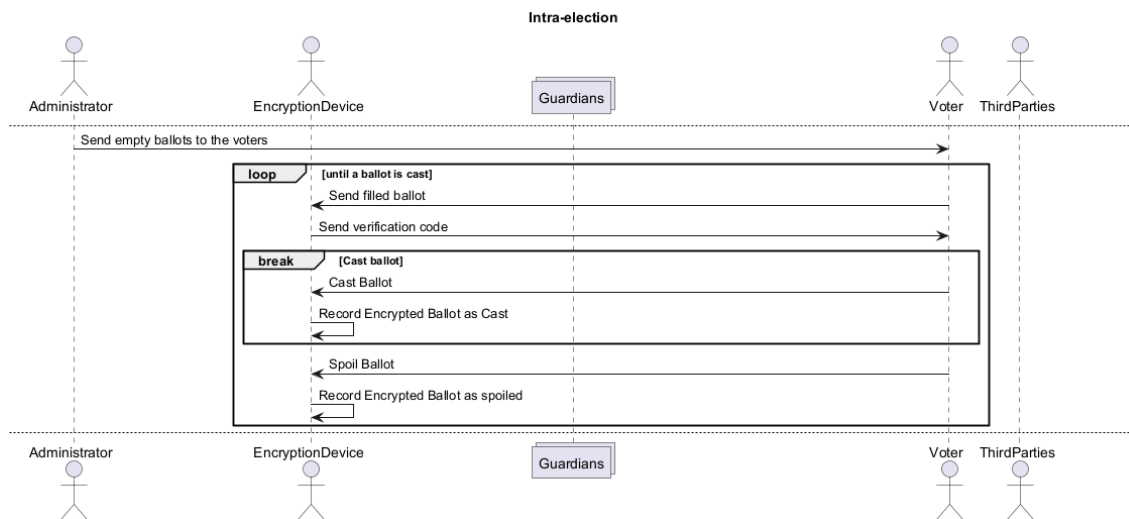 Intra-election
Administrator
EncryptionDevice
Guardians
Voter
ThirdParties
Send empty ballots to the voters
loop
[until a ballot is cast]
Send filled ballot
Send verification code
break
[Cast ballot]
Cast Ballot
Record Encrypted Ballot as Cast
Spoil Ballot
Record Encrypted Ballot as spoiled
Administrator
EncryptionDevice
Guardians
Voter
ThirdParties